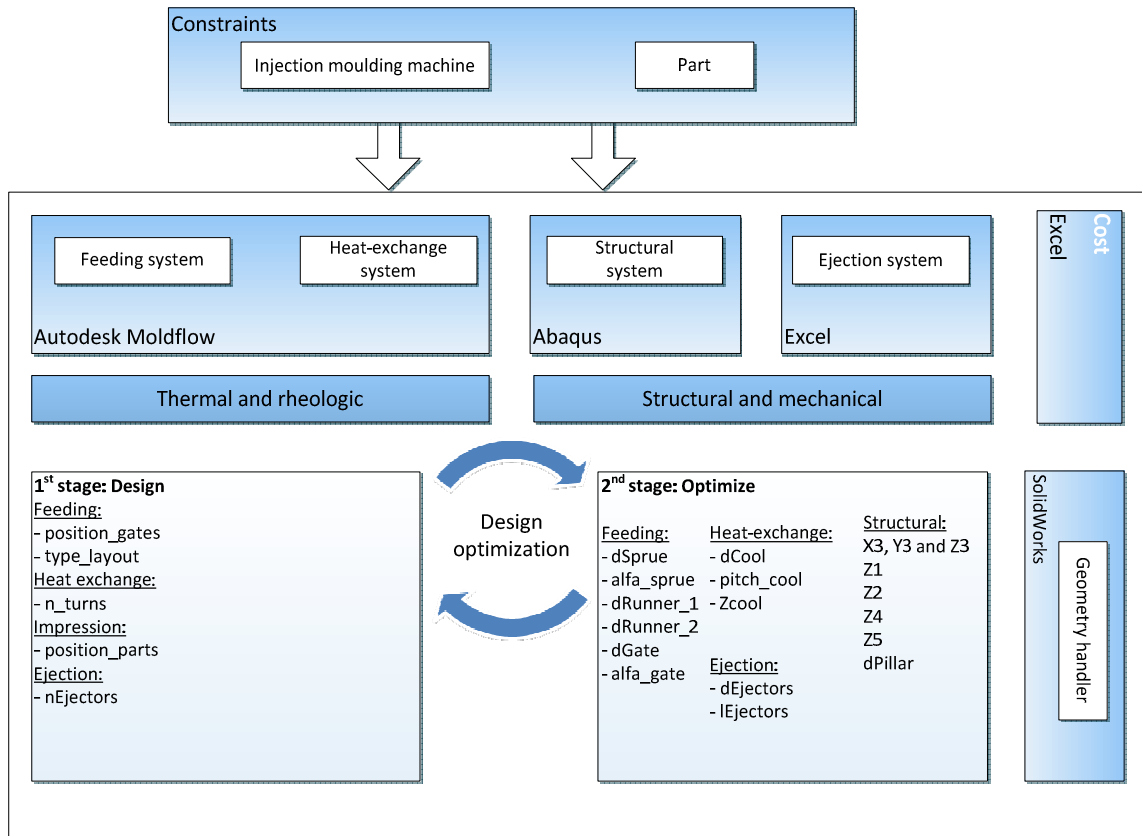 Constraints
Injection moulding machine
Part
Feeding system
Heat-exchange
system
Autodesk Moldflow
Structural
system
Abaqus
Ejection system
Excel
Cost
Excel
Thermal and rheologic
Structural and mechanical
1st stage: Design
Feeding:
- position_gates
- type_layout
Heat exchange:
- n_turns
Impression:
- position_parts
Ejection:
- nEjectors
Design
optimization
2nd stage: Optimize
Feeding:
- dSprue
- alfa_sprue
- dRunner_1
- dRunner_2
- dGate
- alfa_gate
Heat-exchange:
- dCool
- pitch_cool
- Zcool
Ejection:
- dEjectors
- lEjectors
Structural:
X3, Y3 and Z3
Z1
Z2
Z4
Z5
dPillar
SolidWorks
Geometry handler